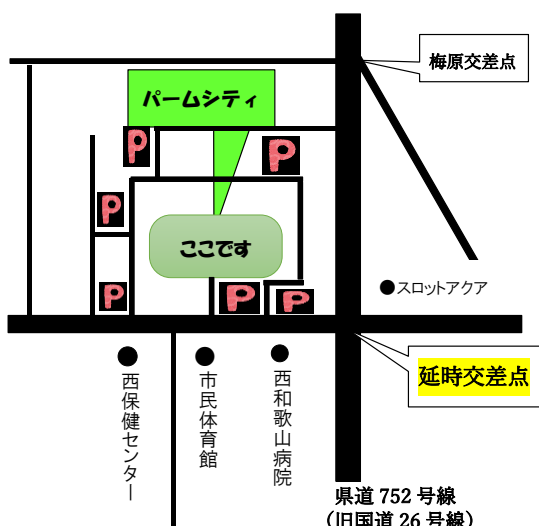 梅原交差点
パームシティ
P
P
P
ここです
P
P
P
●スロットアクア
延時交差点
西保健センター
市民体育館
西和歌山病院
県道 752 号線
（旧国道 26 号線）